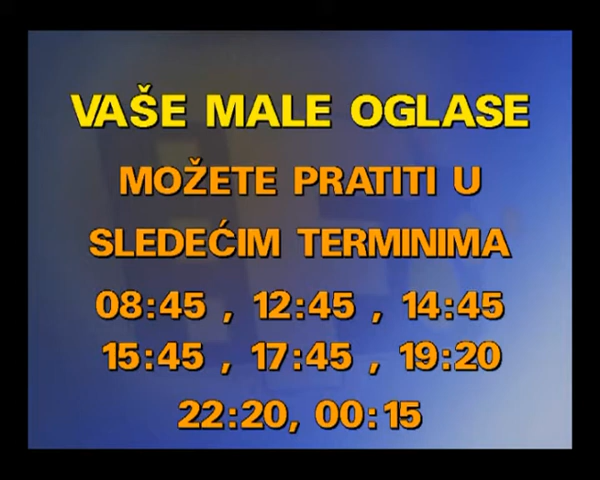 VAŠE MALE OGLASE
MOŽETE PRATITI U
SLEDEĆIM TERMINIMA
08:45 , 12:45 , 14:45
15:45 , 17:45 , 19:20
22:20, 00:15